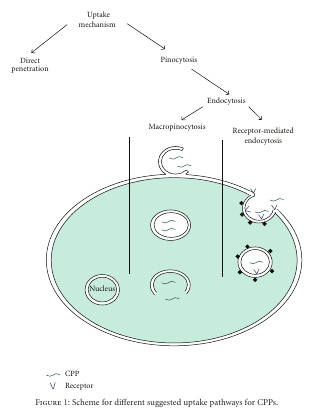 Uptake
mechanism
Direct
penetration
Pinocytosis
Endocytosis
Macropinocytosis
Receptor-mediated
endocytosis
Nucleus
CPP
Receptor
Figure 1: Scheme for different suggested uptake pathways for CPPs.